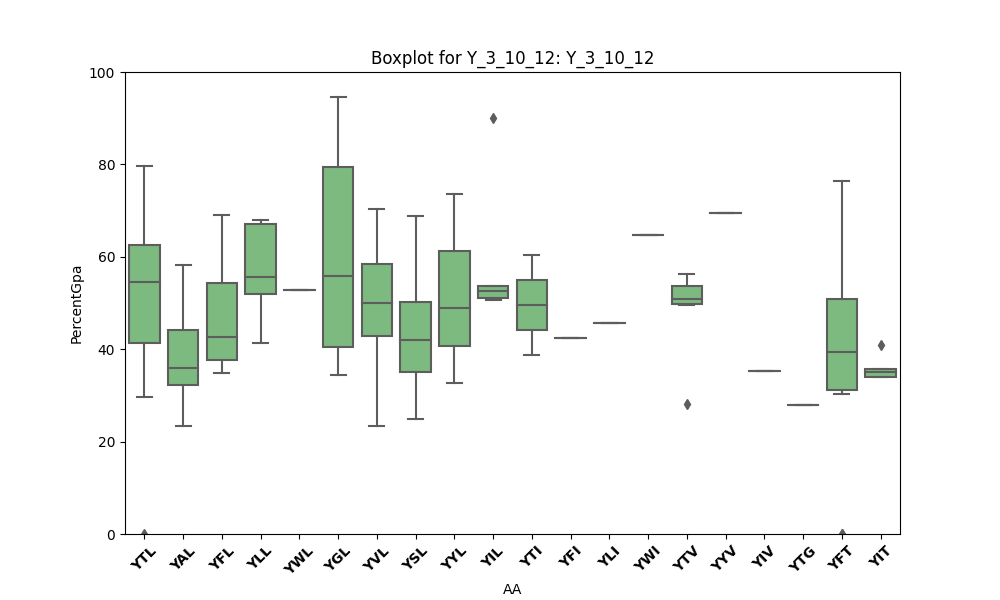 Boxplot for Y_3_10_12: Y_3_10_12
100
80
60
40
20
0
PercentGpa
YTL YAL YFL YLL YWL YGL YVL YSL YYL YIL YTI YFI YLI YWI YTV YYV YIV YTG YFT YIT
AA